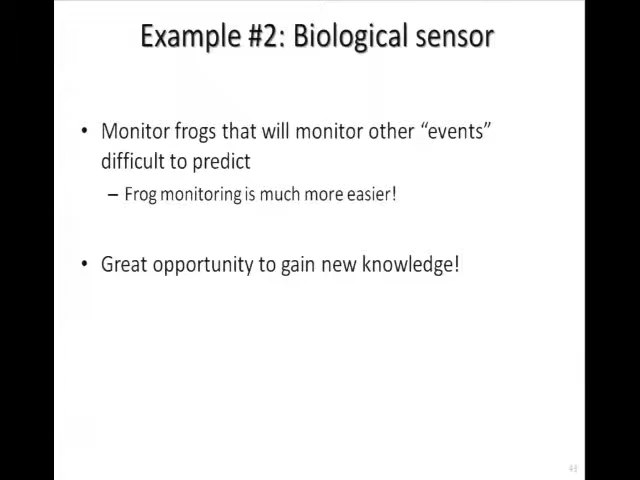 Example #2: Biological sensor
• Monitor frogs that will monitor other “events”
difficult to predict
– Frog monitoring is much more easier!
• Great opportunity to gain new knowledge!
43